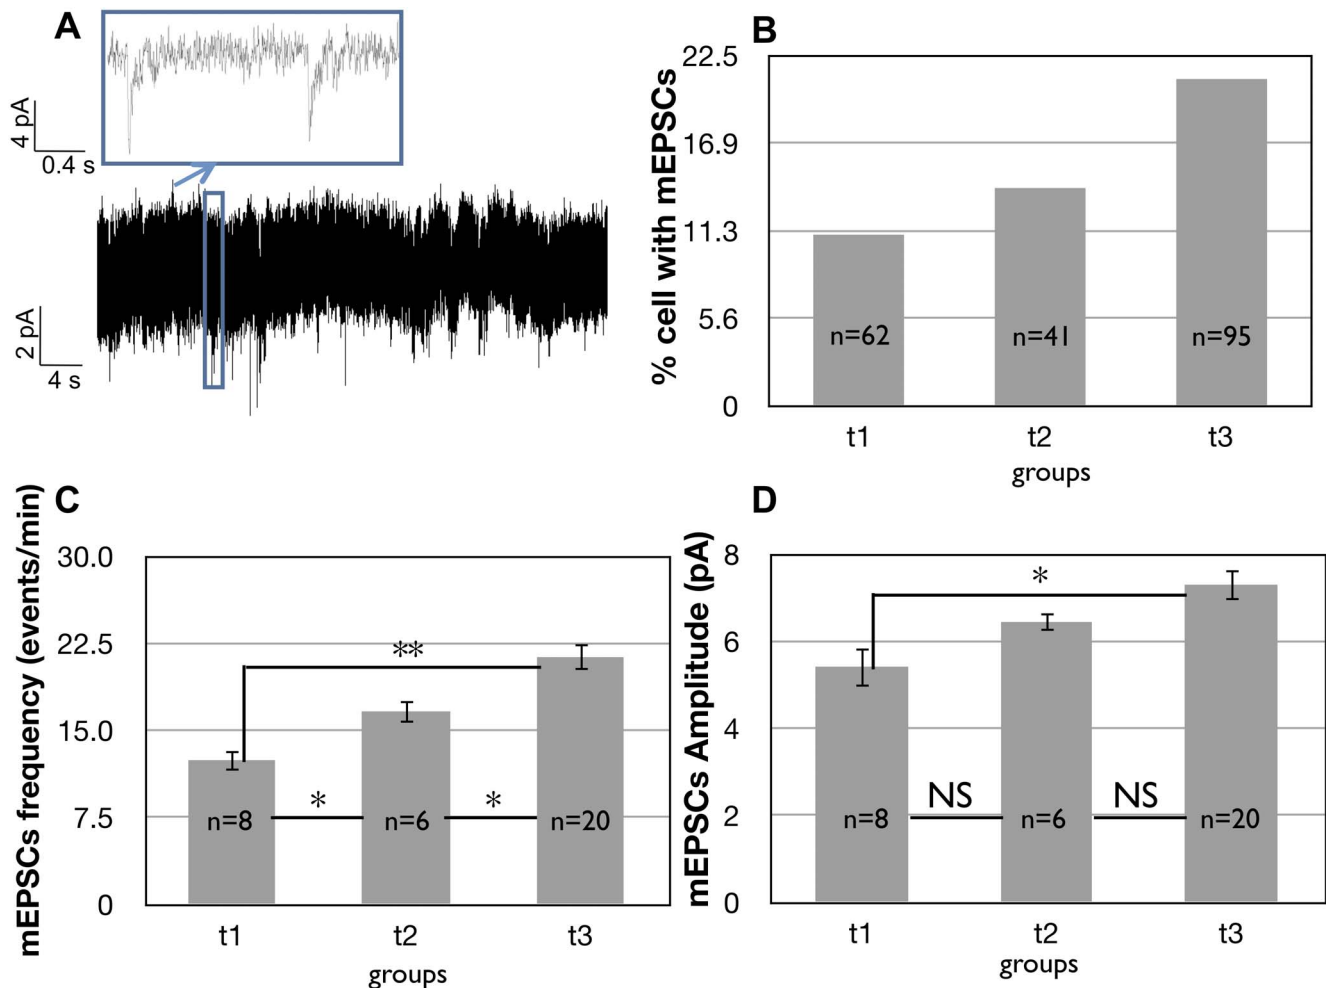 A
4 pA
0.4 s
2 pA
4 s
B
% cell with mEPSCs
22.5
16.9
11.3
5.6
0
n=62
n=41
n=95
t1
t2
t3
groups
C
mEPSCs frequency (events/min)
30.0
22.5
15.0
7.5
0
**
*
*
n=8
n=6
n=20
t1
t2
t3
groups
D
mEPSCs Amplitude (pA)
8
6
4
2
0
*
NS
NS
n=8
n=6
n=20
t1
t2
t3
groups